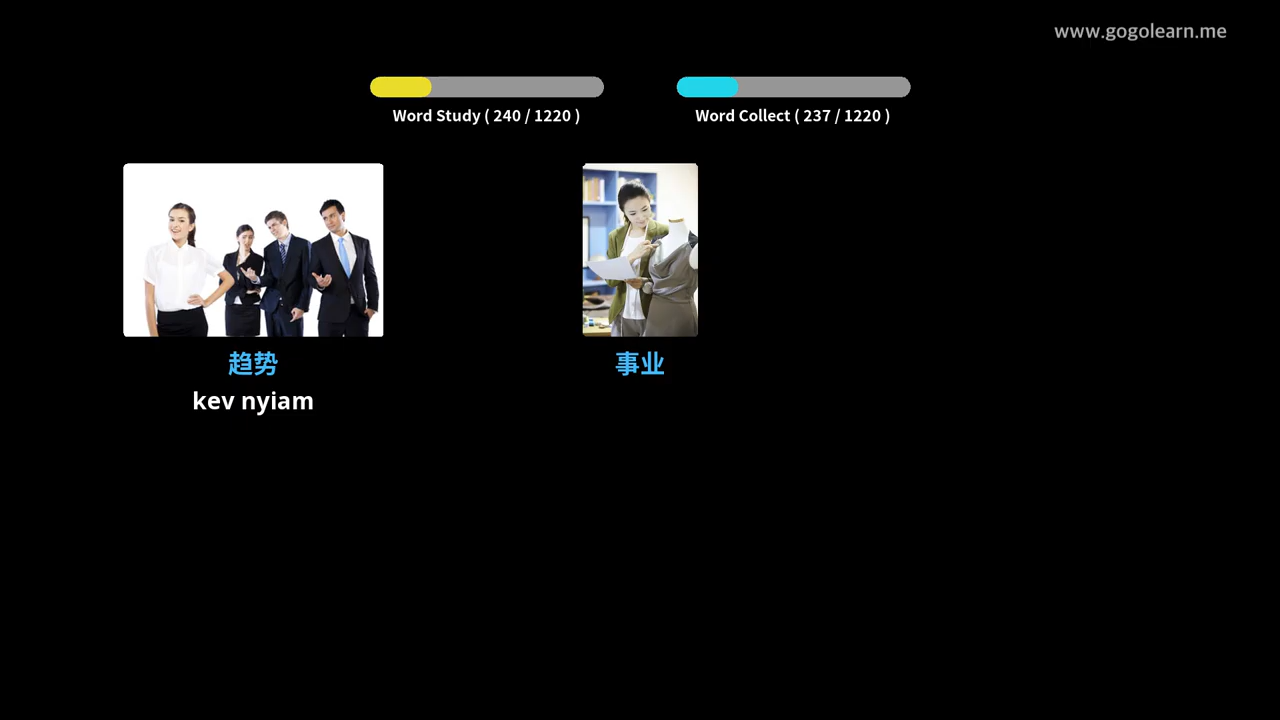 www.gogolearn.me
Word Study ( 240 / 1220 )
Word Collect ( 237 / 1220 )
趋势
kev nyiam
事业